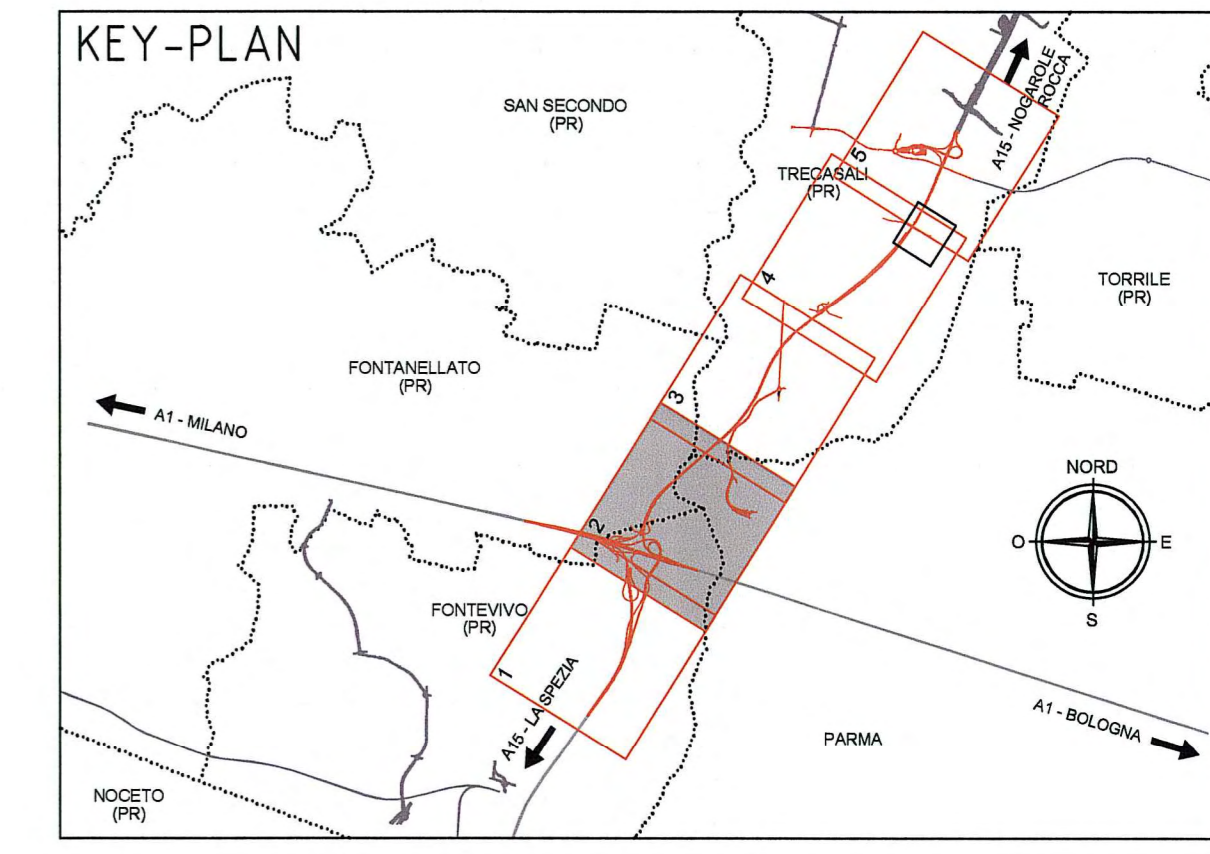 KEY-PLAN
SAN SECONDO
(PR)
A15 - NOGAROLE
ROCCA
5
TRECASALI
(PR)
4
TORRILE
(PR)
FONTANELLATO
(PR)
3
A1 - MILANO
NORD
O
E
S
2
FONTEVIVO
(PR)
1
A15 - LA SPEZIA
A1 - BOLOGNA
PARMA
NOCETO
(PR)